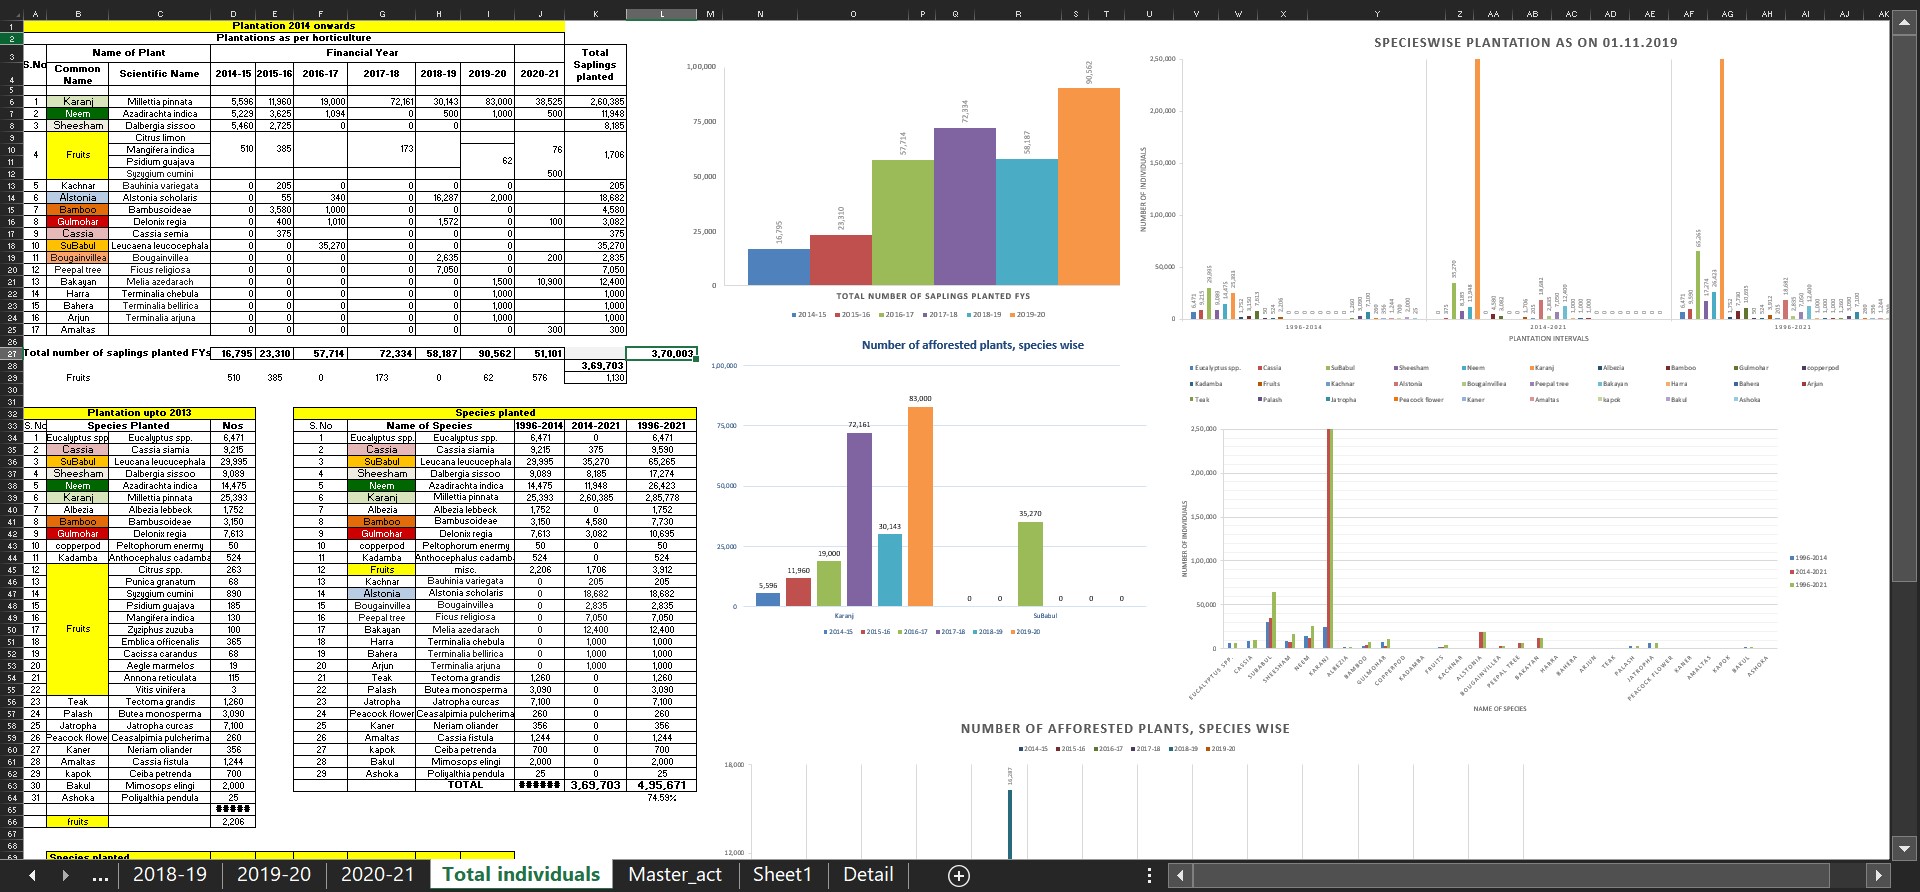 Plantation 2014 onwards
Plantations as per horticulture
S.No Name of Plant Financial Year Total Saplings planted
Common Name Scientific Name 2014-15 2015-16 2016-17 2017-18 2018-19 2019-20 2020-21
1 Karanj Millettia pinnata 5,596 11,960 19,000 72,161 30,143 83,000 38,525 2,60,385
2 Neem Azadirachta indica 5,229 3,625 1,094 0 500 1,000 500 11,948
3 Sheesham Dalbergia sissoo 5,460 2,725 0 0 0 8,185
Citrus limon
4 Fruits Mangifera indica 510 385 173 76 1,706
Psidium guajava 62
Syzygium cumini 500
5 Kachnar Bauhinia variegata 0 205 0 0 0 0 205
6 Alstonia Alstonia scholaris 0 55 340 0 16,287 2,000 18,682
7 Bamboo Bambusoideae 0 3,580 1,000 0 0 0 4,580
8 Gulmohar Delonix regia 0 400 1,010 0 1,572 0 100 3,082
9 Cassia Cassia semia 0 375 0 0 0 0 375
10 SuBabul Leucaena leucocephala 0 0 35,270 0 0 0 35,270
11 Bougainvillea Bougainvillea 0 0 0 0 2,635 0 200 2,835
12 Peepal tree Ficus religiosa 0 0 0 0 7,050 0 7,050
13 Bakayan Melia azedarach 0 0 0 0 0 1,500 10,900 12,400
14 Harra Terminalia chebula 0 0 0 0 0 1,000 1,000
15 Bahera Terminalia bellirica 0 0 0 0 0 1,000 1,000
16 Arjun Terminalia arjuna 0 0 0 0 0 1,000 1,000
17 Amaltas 0 0 0 0 0 0 300 300
Total number of saplings planted FYs 16,795 23,310 57,714 72,334 58,187 90,562 51,101 3,70,003
3,69,703
Fruits 510 385 0 173 0 62 576 1,130
Plantation upto 2013
S. No Species Planted Nos
1 Eucalyptus spp Eucalyptus spp. 6,471
2 Cassia Cassia siamia 9,215
3 SuBabul Leucana leucucephala 29,995
4 Sheesham Dalbergia sissoo 9,089
5 Neem Azadirachta indica 14,475
6 Karanj Millettia pinnata 25,393
7 Albezia Albezia lebbeck 1,752
8 Bamboo Bambusoideae 3,150
9 Gulmohar Delonix regia 7,613
10 copperpod Peltophorum enermy 50
11 Kadamba Anthocephalus cadamba 524
12 Citrus spp. 263
13 Punica granatum 68
14 Syzygium cumini 890
15 Psidium guajava 185
16 Mangifera indica 130
17 Fruits Zyziphus zuzuba 100
18 Emblica officenalis 365
19 Cacissa carandus 68
20 Aegle marmelos 19
21 Annona reticulata 115
22 Vitis vinifera 3
23 Teak Tectoma grandis 1,260
24 Palash Butea monosperma 3,090
25 Jatropha Jatropha curcas 7,100
26 Peacock flowe Ceasalpimia pulcherima 260
27 Kaner Neriam oliander 356
28 Amaltas Cassia fistula 1,244
29 kapok Ceiba petrenda 700
30 Bakul Mimosops elingi 2,000
31 Ashoka Poliyalthia pendula 25
#####
fruits 2,206
Species planted
Species planted
S. No Name of Species 1996-2014 2014-2021 1996-2021
1 Eucalyptus spp. Eucalyptus spp. 6,471 0 6,471
2 Cassia Cassia siamia 9,215 375 9,590
3 SuBabul Leucana leucucephala 29,995 35,270 65,265
4 Sheesham Dalbergia sissoo 9,089 8,185 17,274
5 Neem Azadirachta indica 14,475 11,948 26,423
6 Karanj Millettia pinnata 25,393 2,60,385 2,85,778
7 Albezia Albezia lebbeck 1,752 0 1,752
8 Bamboo Bambusoideae 3,150 4,580 7,730
9 Gulmohar Delonix regia 7,613 3,082 10,695
10 copperpod Peltophorum enermy 50 0 50
11 Kadamba Anthocephalus cadamb 524 0 524
12 Fruits misc. 2,206 1,706 3,912
13 Kachnar Bauhinia variegata 0 205 205
14 Alstonia Alstonia scholaris 0 18,682 18,682
15 Bougainvillea Bougainvillea 0 2,835 2,835
16 Peepal tree Ficus religiosa 0 7,050 7,050
17 Bakayan Melia azedarach 0 12,400 12,400
18 Harra Terminalia chebula 0 1,000 1,000
19 Bahera Terminalia bellirica 0 1,000 1,000
20 Arjun Terminalia arjuna 0 1,000 1,000
21 Teak Tectoma grandis 1,260 0 1,260
22 Palash Butea monosperma 3,090 0 3,090
23 Jatropha Jatropha curcas 7,100 0 7,100
24 Peacock flower Ceasalpimia pulcherima 260 0 260
25 Kaner Neriam oliander 356 0 356
26 Amaltas Cassia fistula 1,244 0 1,244
27 kapok Ceiba petrenda 700 0 700
28 Bakul Mimosops elingi 2,000 0 2,000
29 Ashoka Poliyalthia pendula 25 0 25
TOTAL ###### 3,69,703 4,95,671
74.59%
1,00,000
75,000
50,000
25,000
0
16,795 23,310 57,714 72,334 58,187 90,562
TOTAL NUMBER OF SAPLINGS PLANTED FYS
2014-15 2015-16 2016-17 2017-18 2018-19 2019-20
Number of afforested plants, species wise
1,00,000
75,000
50,000
25,000
0
5,596 11,960 19,000 72,161 30,143 83,000 0 0 35,270 0 0 0
Karanj SuBabul
2014-15 2015-16 2016-17 2017-18 2018-19 2019-20
SPECIESWISE PLANTATION AS ON 01.11.2019
NUMBER OF INDIVIDUALS
2,50,000
2,00,000
1,50,000
1,00,000
50,000
0
1996-2014 2014-2021 1996-2021
PLANTATION INTERVALS
Eucalyptus spp. Cassia SuBabul Sheesham Neem Karanj Albezia Bamboo Gulmohar copperpod
Kadamba Fruits Kachnar Alstonia Bougainvillea Peepal tree Bakayan Harra Bahera Arjun
Teak Palash Jatropha Peacock flower Kaner Amaltas kapok Bakul Ashoka
NUMBER OF INDIVIDUALS
2,50,000
2,00,000
1,50,000
1,00,000
50,000
0
EUCALYPTUS SPP. CASSIA SUBABUL SHEESHAM NEEM KARANJ ALBEZIA BAMBOO GULMOHAR COPPERPOD KADAMBA FRUITS KACHNAR ALSTONIA BOUGAINVILLEA PEEPAL TREE BAKAYAN HARRA BAHERA ARJUN TEAK PALASH JATROPHA PEACOCK FLOWER KANER AMALTAS KAPOK BAKUL ASHOKA
NAME OF SPECIES
1996-2014
2014-2021
1996-2021
NUMBER OF AFFORESTED PLANTS, SPECIES WISE
2014-15 2015-16 2016-17 2017-18 2018-19 2019-20
18,000
16,287
12,000
... 2018-19 2019-20 2020-21 Total individuals Master_act Sheet1 Detail